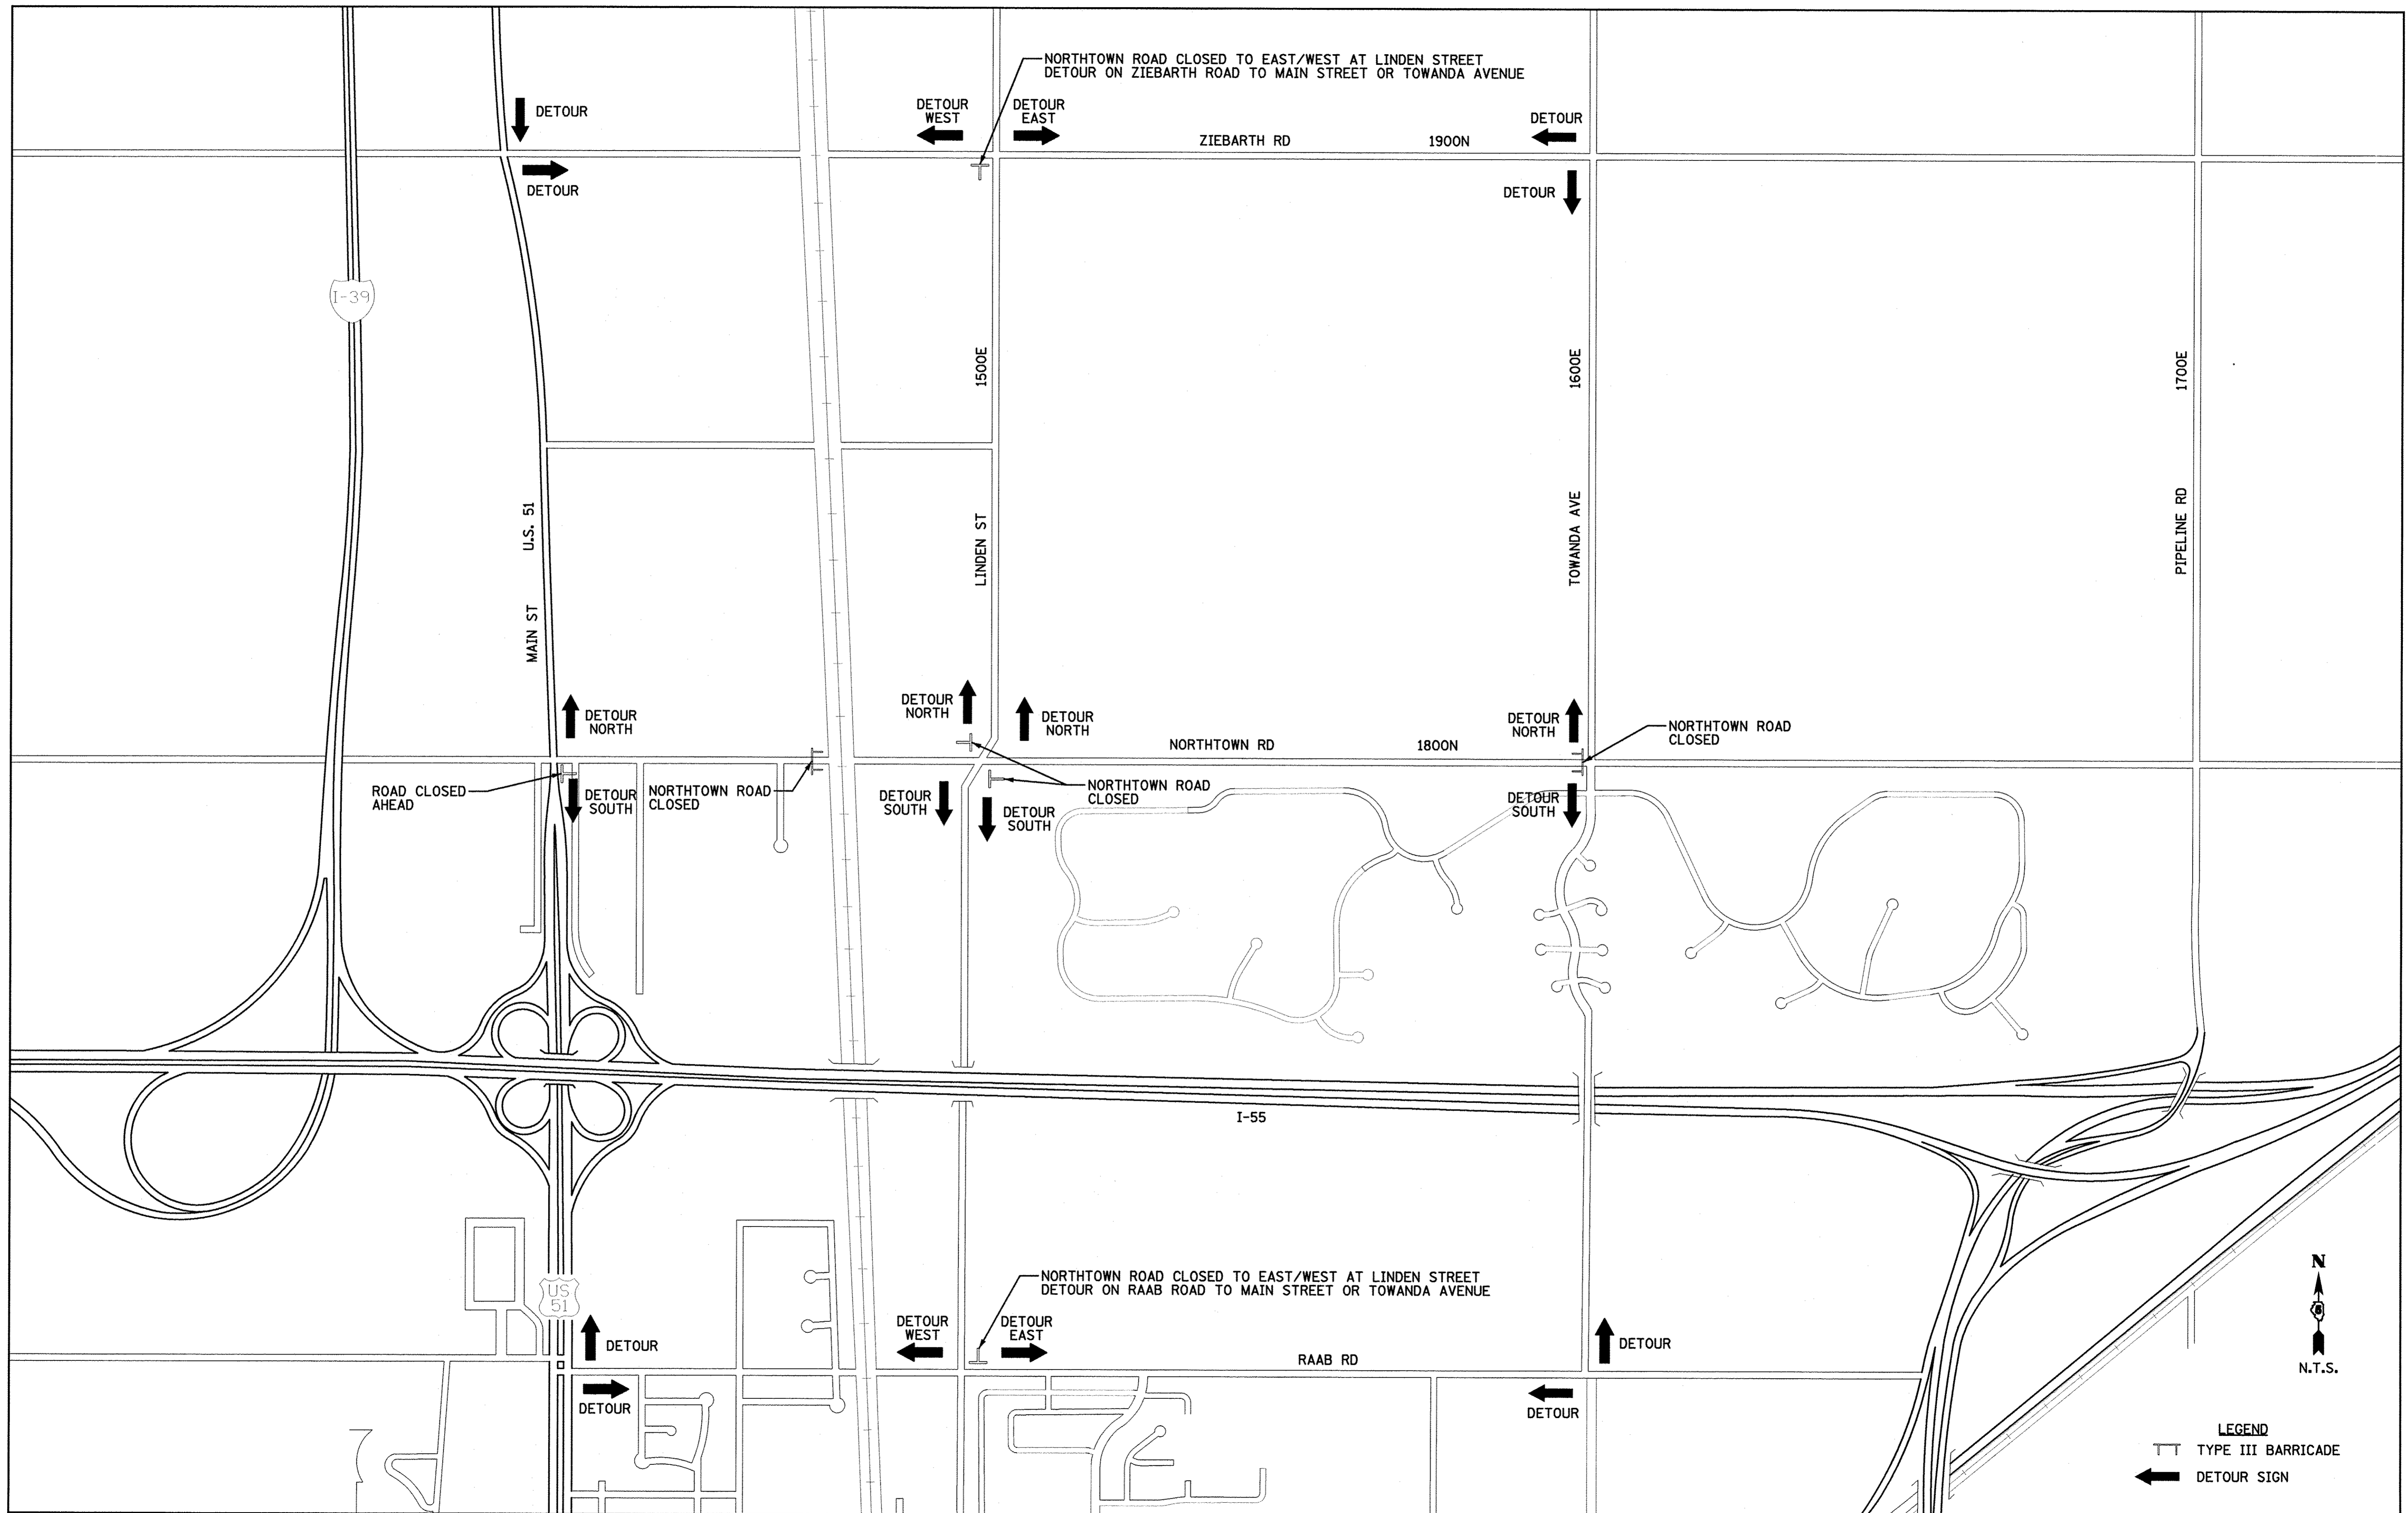 NORTHTOWN ROAD CLOSED TO EAST/WEST AT LINDEN STREET
DETOUR ON ZIEBARTH ROAD TO MAIN STREET OR TOWANDA AVENUE
DETOUR
DETOUR
WEST
DETOUR
EAST
DETOUR
ZIEBARTH RD 1900N
DETOUR
DETOUR
I-39
1500E
1600E
1700E
U.S. 51
MAIN ST
LINDEN ST
TOWANDA AVE
PIPELINE RD
DETOUR
NORTH
DETOUR
NORTH
DETOUR
NORTH
DETOUR
NORTH
NORTHTOWN ROAD
CLOSED
NORTHTOWN RD 1800N
ROAD CLOSED
AHEAD
DETOUR
SOUTH
NORTHTOWN ROAD
CLOSED
DETOUR
SOUTH
NORTHTOWN ROAD
CLOSED
DETOUR
SOUTH
DETOUR
SOUTH
I-55
NORTHTOWN ROAD CLOSED TO EAST/WEST AT LINDEN STREET
DETOUR ON RAAB ROAD TO MAIN STREET OR TOWANDA AVENUE
US
51
DETOUR
DETOUR
WEST
DETOUR
EAST
DETOUR
RAAB RD
DETOUR
DETOUR
N
N.T.S.
LEGEND
TYPE III BARRICADE
DETOUR SIGN